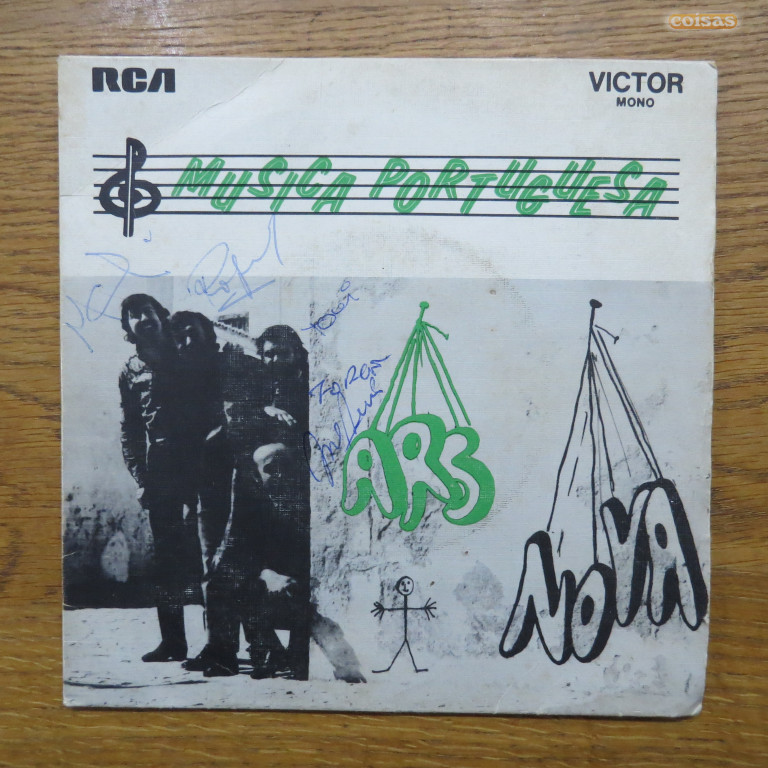 coisas
RCA
VICTOR
MONO
MUSICA PORTUGUESA
ARS
NOVA